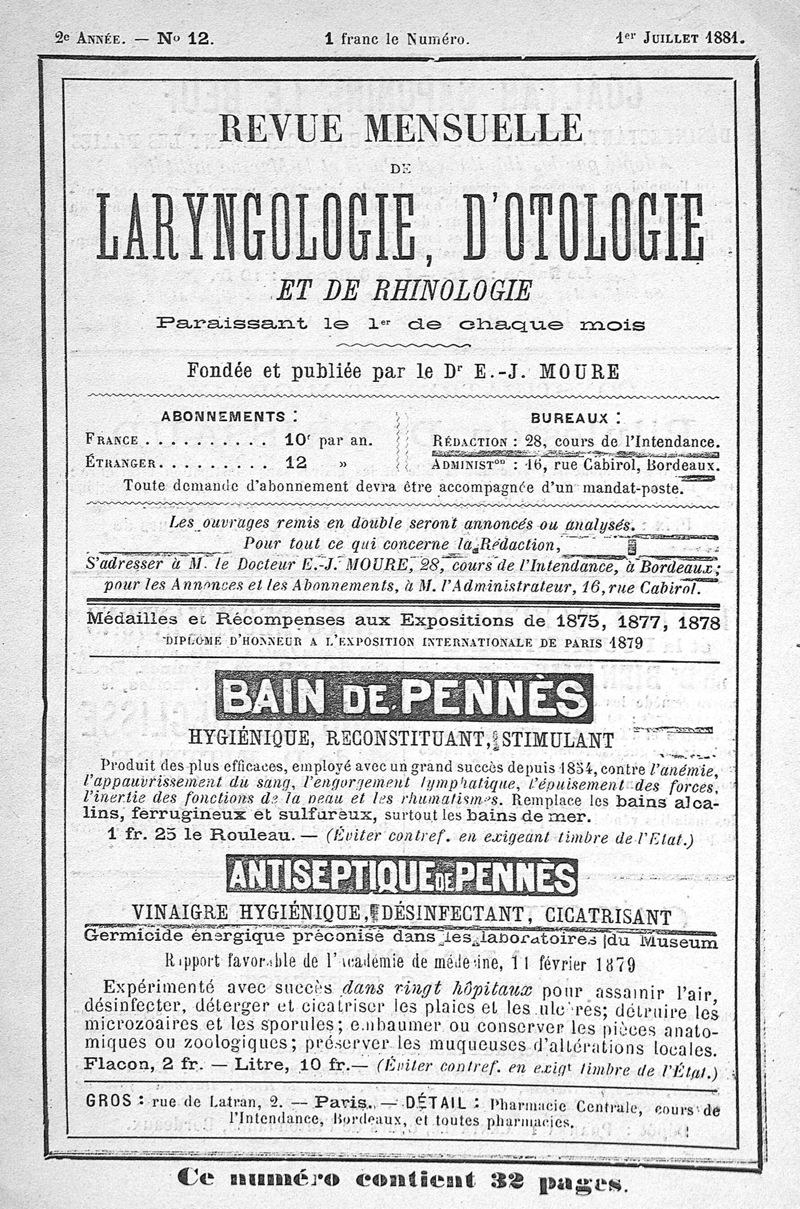 2e ANNÉE. — No 12. 1 franc le Numéro. 1er JUILLET 1881.
REVUE MENSUELLE
DE
LARYNGOLOGIE, D'OTOLOGIE
ET DE RHINOLOGIE
Paraissant le 1er de chaque mois
Fondée et publiée par le Dr E.-J. MOURE
ABONNEMENTS : BUREAUX :
FRANCE . . . . . . . . . . 10f par an. RÉDACTION : 28, cours de l'Intendance.
ÉTRANGER. . . . . . . . . 12 » ADMINISTon : 16, rue Cabirol, Bordeaux.
Toute demande d'abonnement devra être accompagnée d'un mandat-poste.
Les ouvrages remis en double seront annoncés ou analysés.
Pour tout ce qui concerne la Rédaction,
S'adresser à M. le Docteur E.-J. MOURE, 28, cours de l'Intendance, à Bordeaux;
pour les Annonces et les Abonnements, à M. l'Administrateur, 16, rue Cabirol.
Médailles et Récompenses aux Expositions de 1875, 1877, 1878
DIPLOME D'HONNEUR A L'EXPOSITION INTERNATIONALE DE PARIS 1879
BAIN DE PENNÈS
HYGIÉNIQUE, RECONSTITUANT, STIMULANT
Produit des plus efficaces, employé avec un grand succès depuis 1854, contre l'anémie,
l'appauvrissement du sang, l'engorgement lymphatique, l'épuisement des forces,
l'inertie des fonctions de la peau et les rhumatismes. Remplace les bains alca-
lins, ferrugineux et sulfureux, surtout les bains de mer.
1 fr. 25 le Rouleau. — (Éviter contref. en exigeant timbre de l'Etat.)
ANTISEPTIQUE DE PENNÈS
VINAIGRE HYGIÉNIQUE, DÉSINFECTANT, CICATRISANT
Germicide énergique préconisé dans les laboratoires du Museum
Rapport favorable de l'Académie de médecine, 11 février 1879
Expérimenté avec succès dans ringt hôpitaux pour assainir l'air,
désinfecter, déterger et cicatriser les plaies et les ulcères; détruire les
microzoaires et les sporules; embaumer ou conserver les pièces anato-
miques ou zoologiques; préserver les muqueuses d'altérations locales.
Flacon, 2 fr. — Litre, 10 fr. — (Éviter contref. en exigt timbre de l'État.)
GROS : rue de Latran, 2. — Paris. — DÉTAIL : Pharmacie Centrale, cours de
l'Intendance, Bordeaux, et toutes pharmacies.
Ce numéro contient 32 pages.